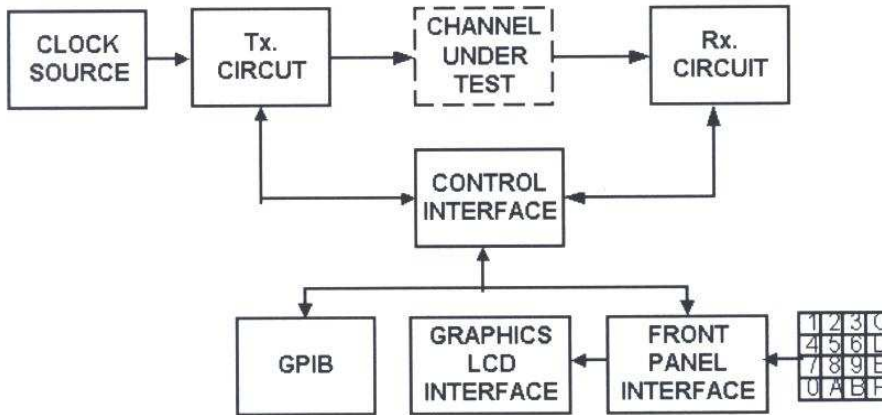 CLOCK
SOURCE
Tx.
CIRCUT
CHANNEL
UNDER
TEST
Rx.
CIRCUIT
CONTROL
INTERFACE
GPIB
GRAPHICS
LCD
INTERFACE
FRONT
PANEL
INTERFACE
1 2 3
4 5 6
7 8 9
0 A B